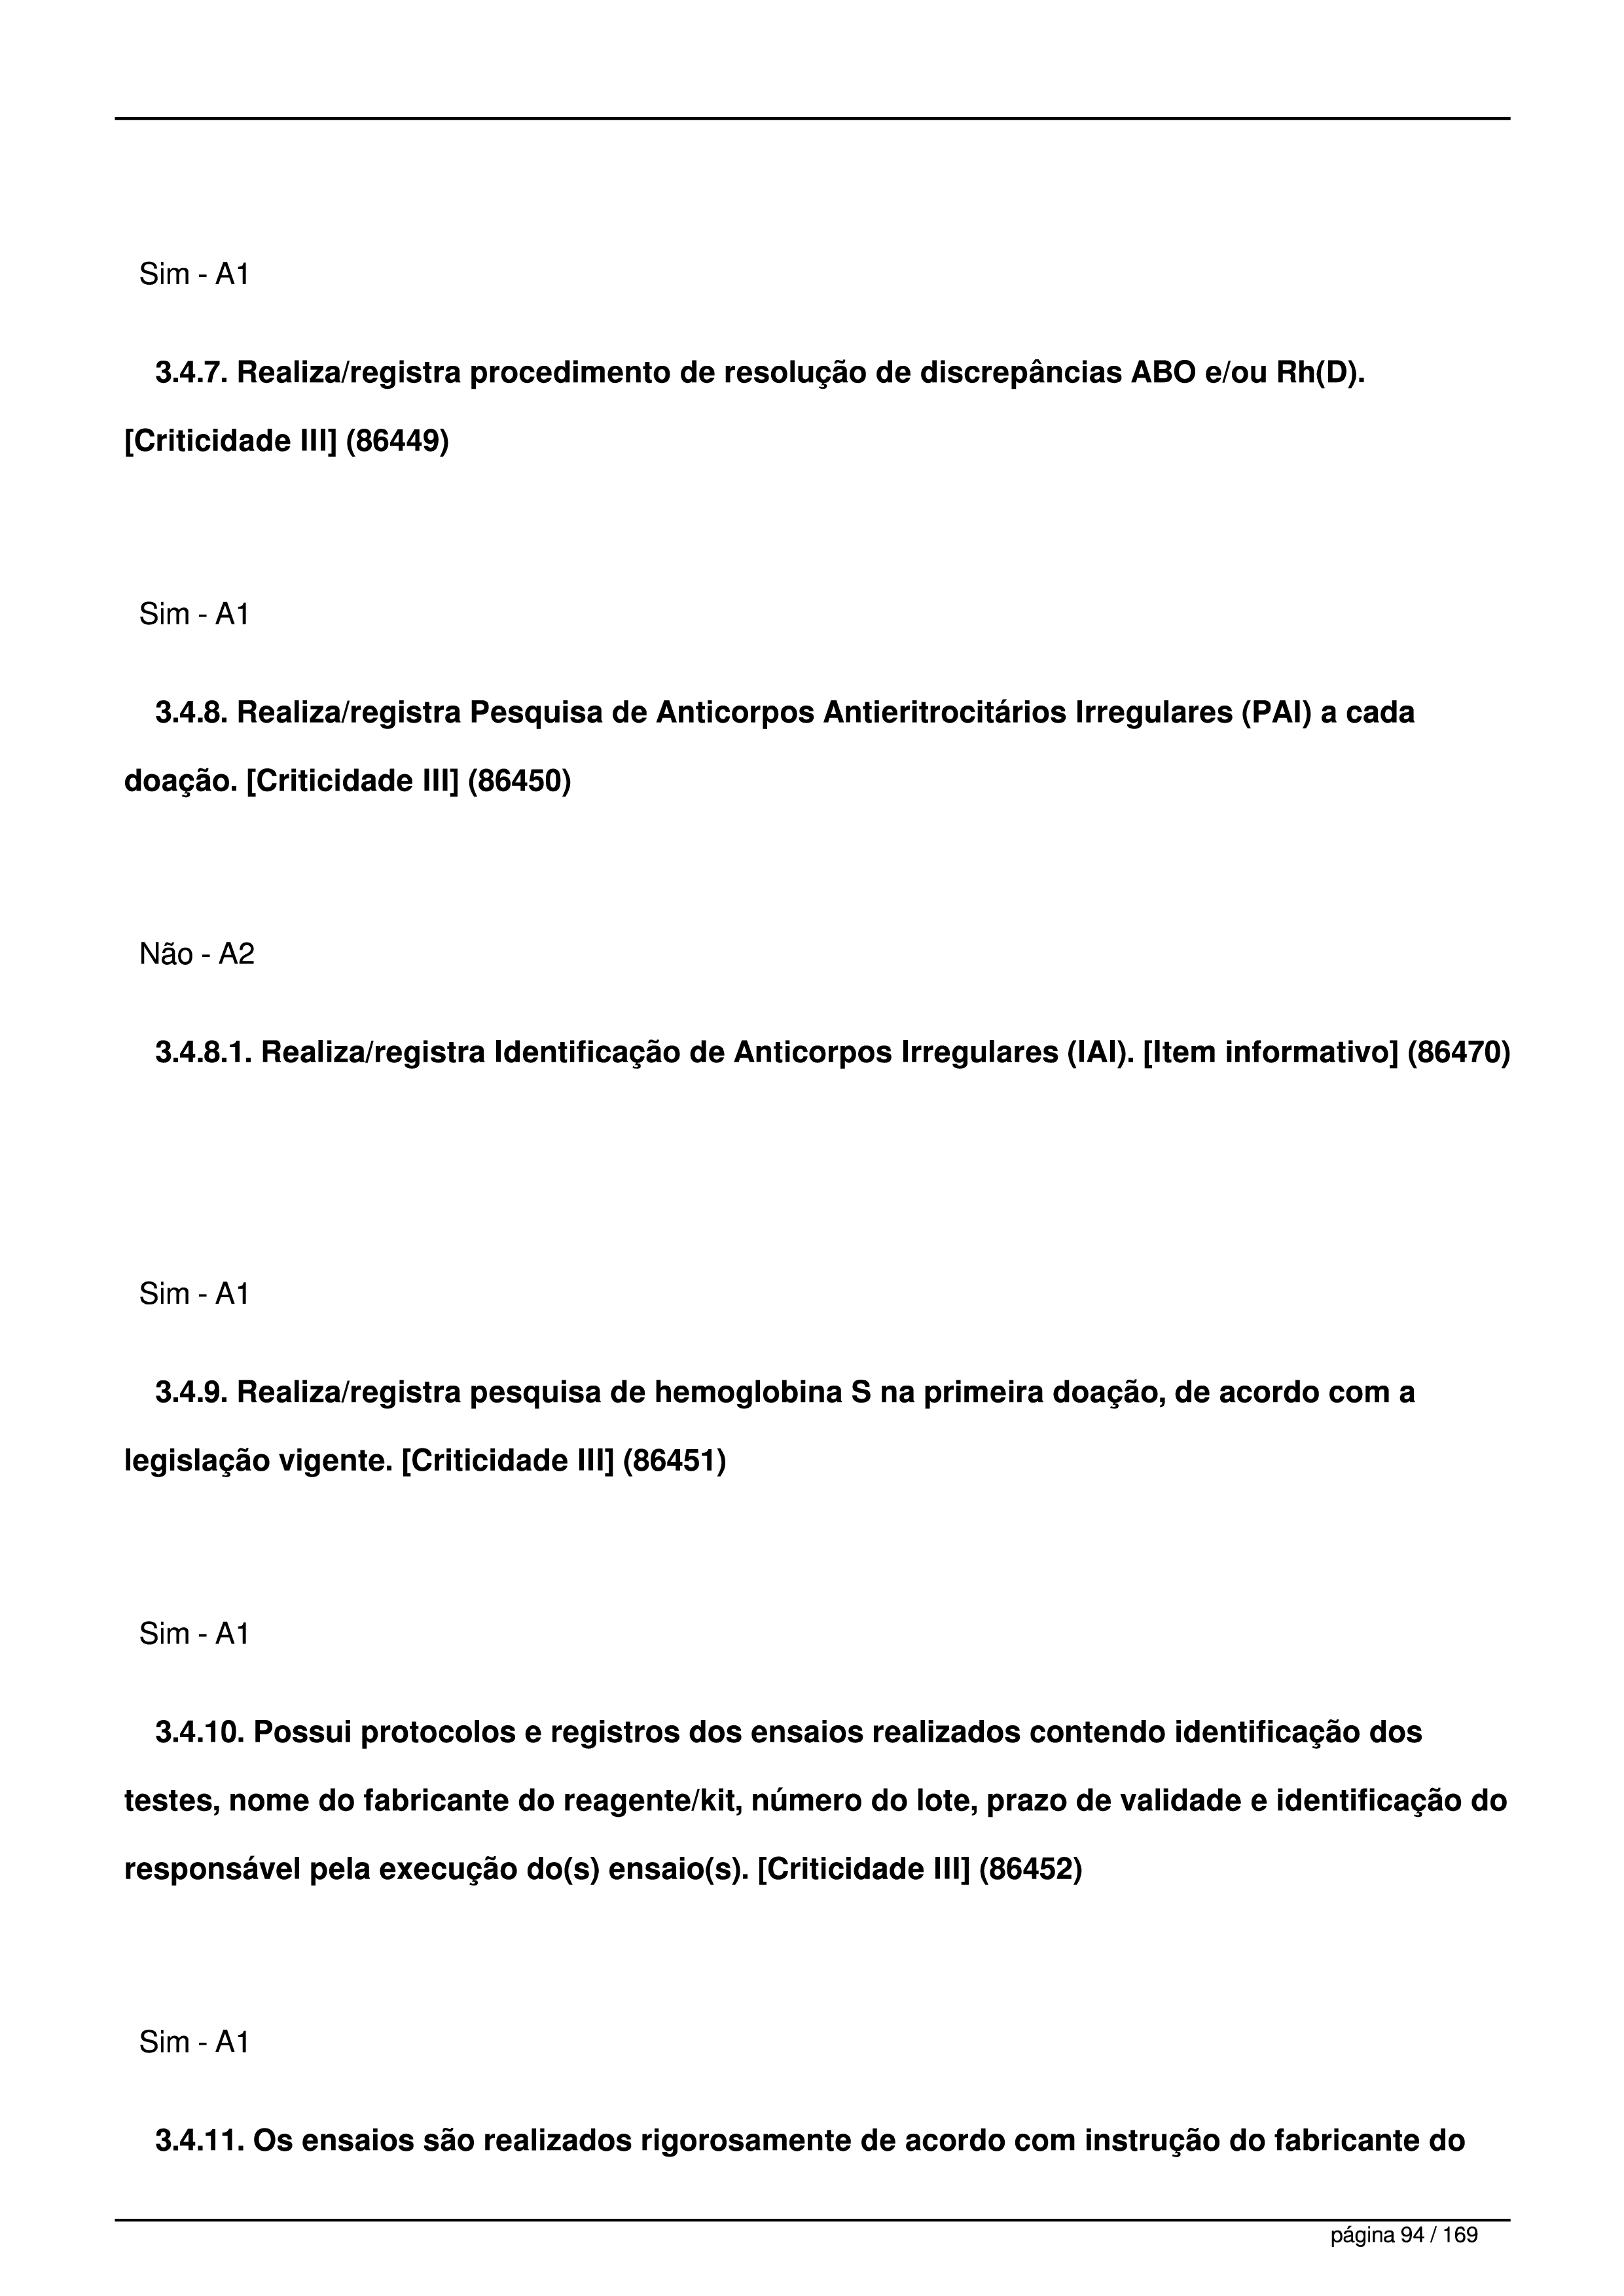 Sim - A1
3.4.7. Realiza/registra procedimento de resolução de discrepâncias ABO e/ou Rh(D).
[Criticidade III] (86449)
Sim - A1
3.4.8. Realiza/registra Pesquisa de Anticorpos Antieritrocitários Irregulares (PAI) a cada
doação. [Criticidade III] (86450)
Não - A2
3.4.8.1. Realiza/registra Identificação de Anticorpos Irregulares (IAI). [Item informativo] (86470)
Sim - A1
3.4.9. Realiza/registra pesquisa de hemoglobina S na primeira doação, de acordo com a
legislação vigente. [Criticidade III] (86451)
Sim - A1
3.4.10. Possui protocolos e registros dos ensaios realizados contendo identificação dos
testes, nome do fabricante do reagente/kit, número do lote, prazo de validade e identificação do
responsável pela execução do(s) ensaio(s). [Criticidade III] (86452)
Sim - A1
3.4.11. Os ensaios são realizados rigorosamente de acordo com instrução do fabricante do
página 94 / 169